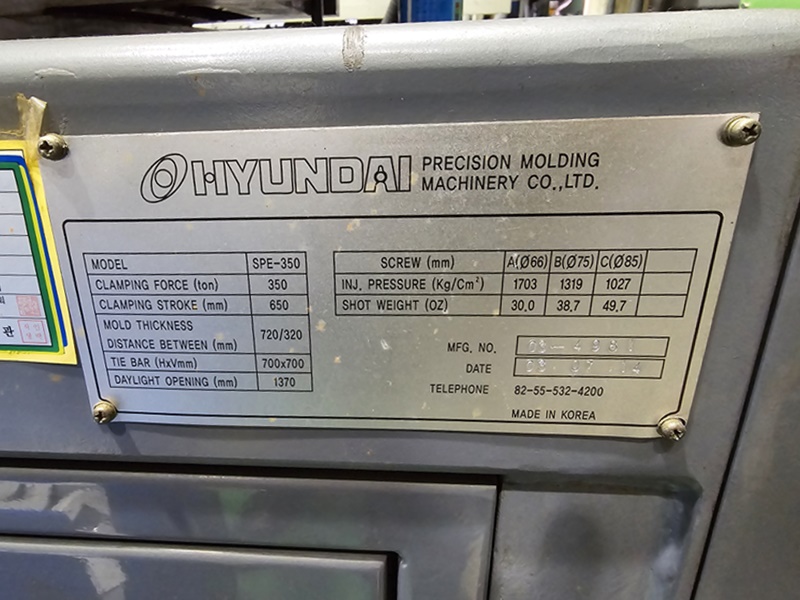 HYUNDAI PRECISION MOLDING
MACHINERY CO.,LTD.
MODEL SPE-350
CLAMPING FORCE (ton) 350
CLAMPING STROKE (mm) 650
MOLD THICKNESS
DISTANCE BETWEEN (mm) 720/320
TIE BAR (HxVmm) 700x700
DAYLIGHT OPENING (mm) 1370
SCREW (mm) A(Ø66) B(Ø75) C(Ø85)
INJ. PRESSURE (Kg/Cm²) 1703 1319 1027
SHOT WEIGHT (OZ) 30.0 38.7 49.7
MFG. NO.
DATE
TELEPHONE 82-55-532-4200
MADE IN KOREA
관